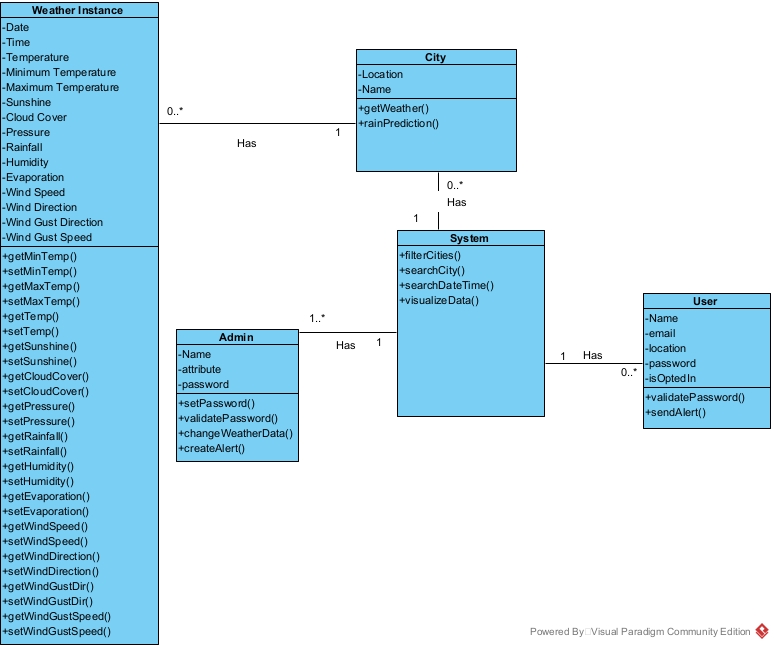 Weather Instance
-Date
-Time
-Temperature
-Minimum Temperature
-Maximum Temperature
-Sunshine
-Cloud Cover
-Pressure
-Rainfall
-Humidity
-Evaporation
-Wind Speed
-Wind Direction
-Wind Gust Direction
-Wind Gust Speed
+getMinTemp()
+setMinTemp()
+getMaxTemp()
+setMaxTemp()
+getTemp()
+setTemp()
+getSunshine()
+setSunshine()
+getCloudCover()
+setCloudCover()
+getPressure()
+setPressure()
+getRainfall()
+setRainfall()
+getHumidity()
+setHumidity()
+getEvaporation()
+setEvaporation()
+getWindSpeed()
+setWindSpeed()
+getWindDirection()
+setWindDirection()
+getWindGustDir()
+setWindGustDir()
+getWindGustSpeed()
+setWindGustSpeed()
0..*
1
Has
City
-Location
-Name
+getWeather()
+rainPrediction()
0..*
Has
1
System
+filterCities()
+searchCity()
+searchDateTime()
+visualizeData()
1..*
Has
1
Admin
-Name
-attribute
-password
+setPassword()
+validatePassword()
+changeWeatherData()
+createAlert()
1
Has
0..*
User
-Name
-email
-location
-password
-isOptedIn
+validatePassword()
+sendAlert()
Powered By Visual Paradigm Community Edition